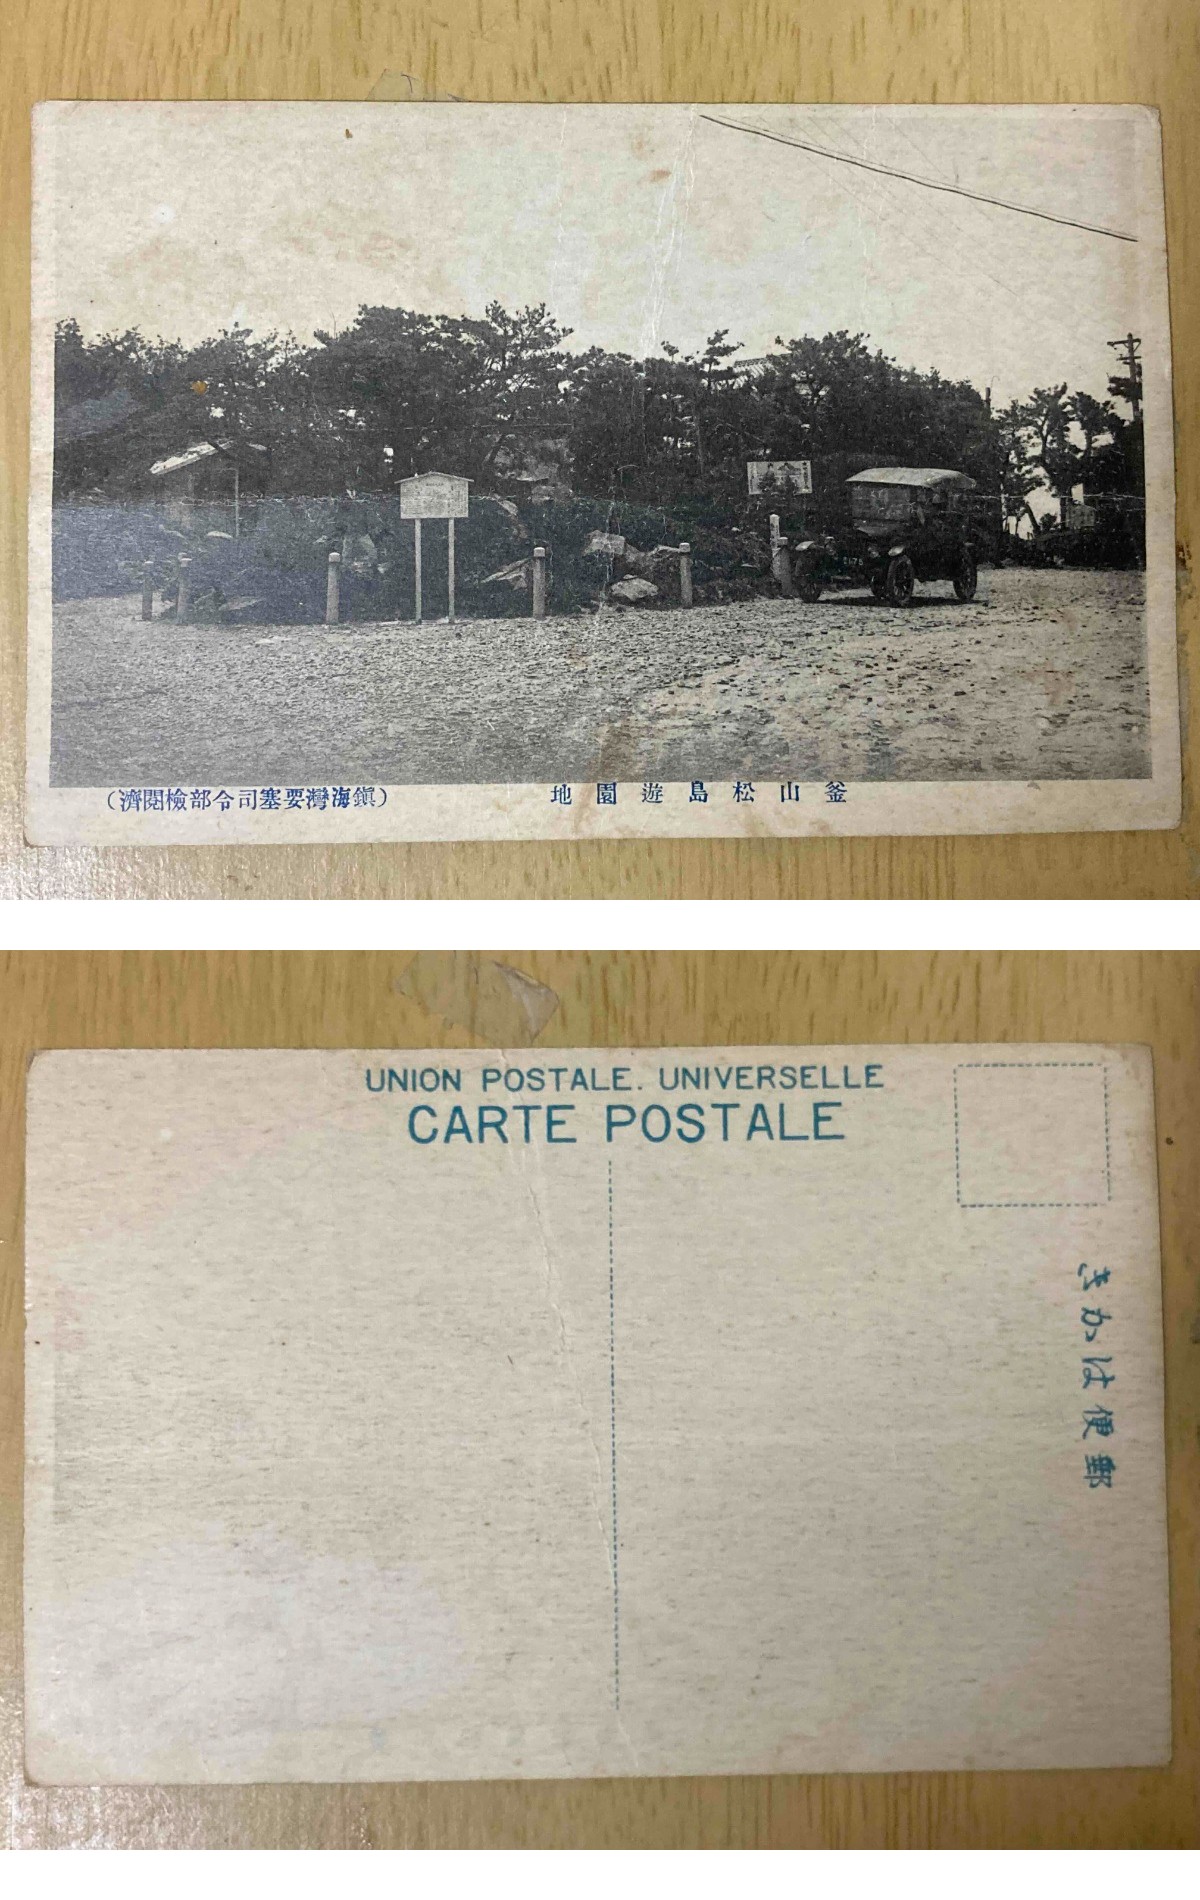 釜山松島遊園地
（鎭海灣要塞司令部檢閱濟）
UNION POSTALE. UNIVERSELLE
CARTE POSTALE
郵便はかき